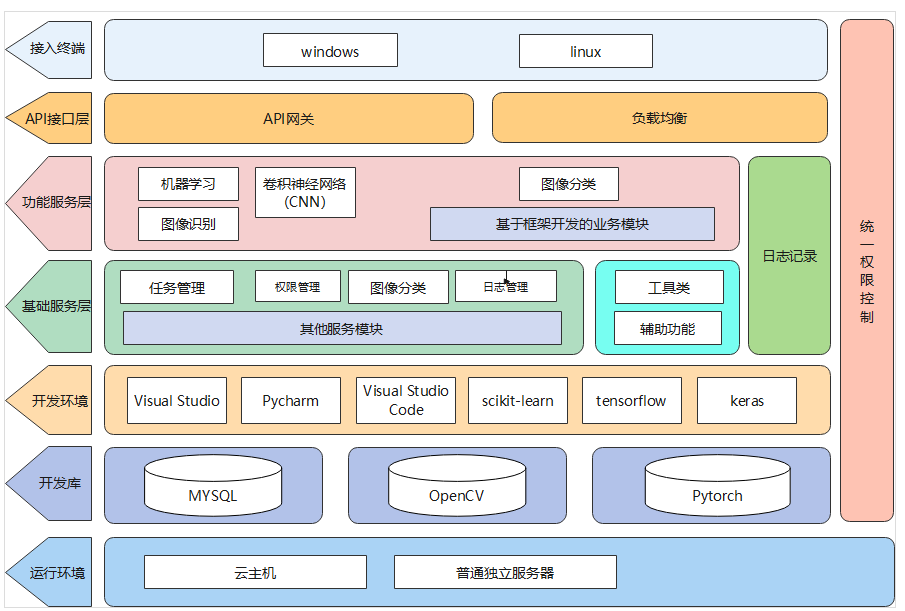 接入终端
windows
linux
API接口层
API网关
负载均衡
功能服务层
机器学习
卷积神经网络
(CNN)
图像分类
图像识别
基于框架开发的业务模块
日志记录
统一权限控制
基础服务层
任务管理
权限管理
图像分类
日志管理
工具类
其他服务模块
辅助功能
开发环境
Visual Studio
Pycharm
Visual Studio
Code
scikit-learn
tensorflow
keras
开发库
MYSQL
OpenCV
Pytorch
运行环境
云主机
普通独立服务器